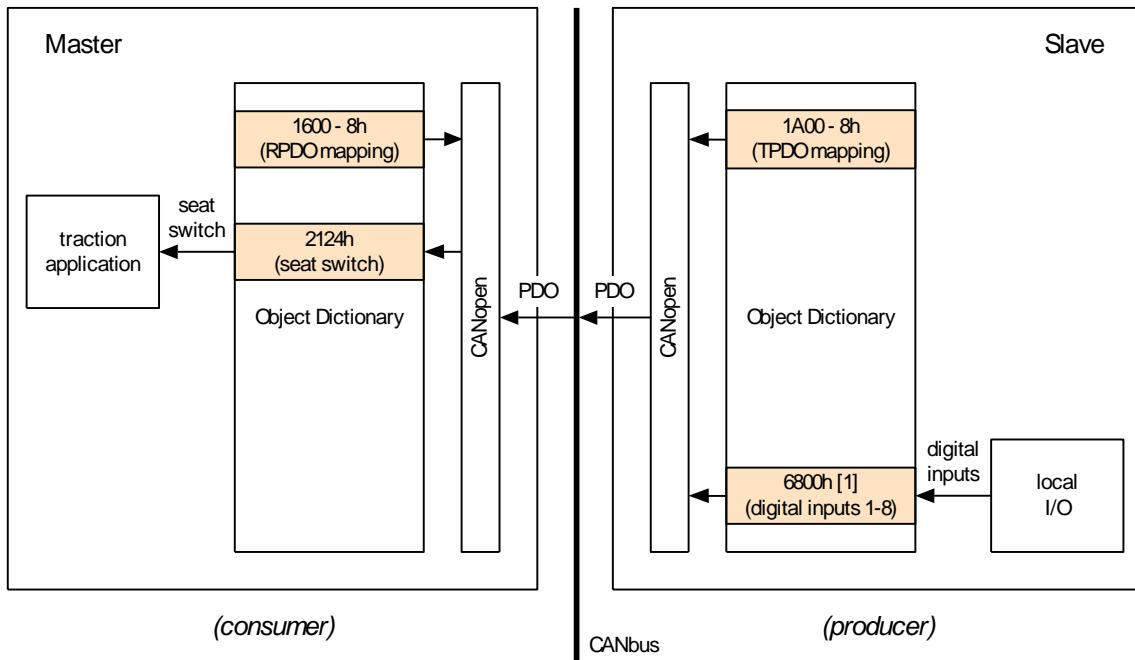 Master
Slave
1600 - 8h
(RPDO mapping)
1A00 - 8h
(TPDO mapping)
seat
switch
traction
application
2124h
(seat switch)
Object Dictionary
CANopen
PDO
PDO
CANopen
Object Dictionary
digital
inputs
6800h [1]
(digital inputs 1-8)
local
I/O
(consumer)
(producer)
CANbus